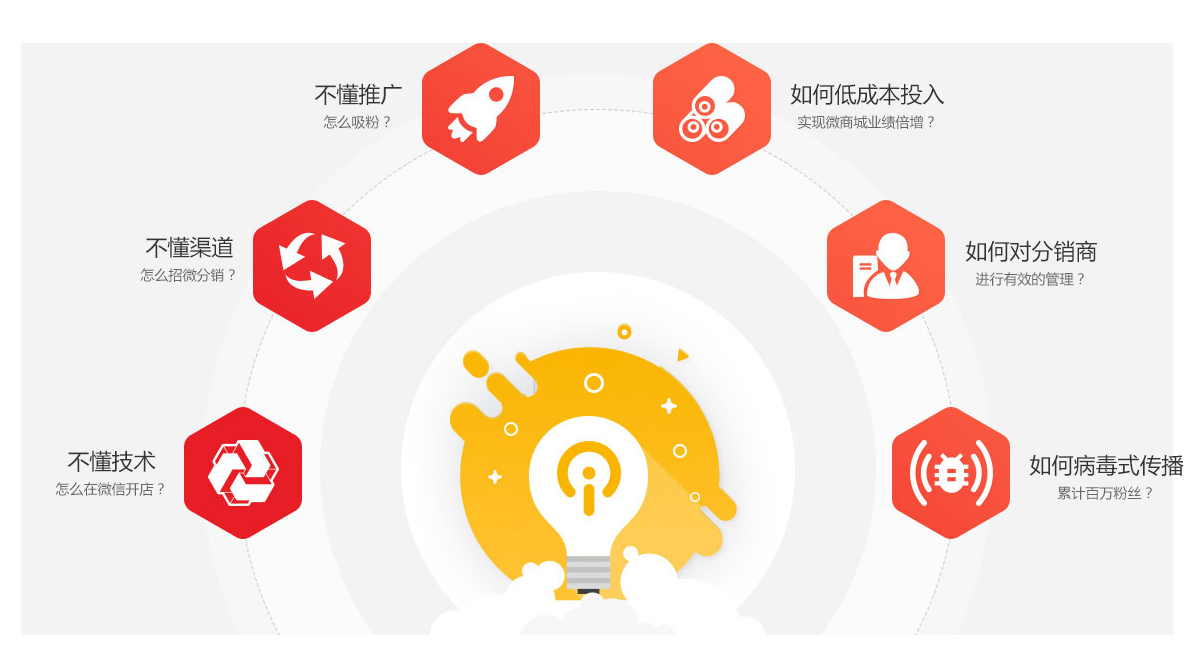 不懂推广
怎么吸粉？
如何低成本投入
实现微商城业绩倍增？
不懂渠道
怎么招微分销？
如何对分销商
进行有效的管理？
不懂技术
怎么在微信开店？
如何病毒式传播
累计百万粉丝？